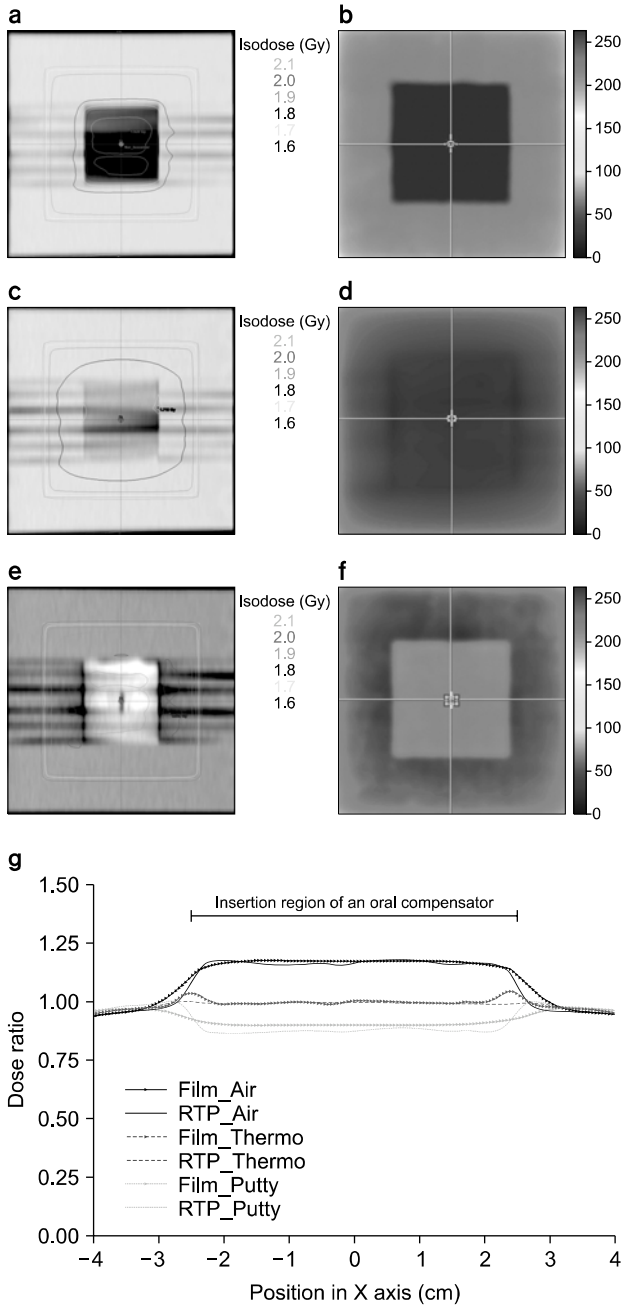 a
Isodose (Gy)
2.1
2.0
1.9
1.8
1.7
1.6
b
250
200
150
100
50
0
c
Isodose (Gy)
2.1
2.0
1.9
1.8
1.7
1.6
d
250
200
150
100
50
0
e
Isodose (Gy)
2.1
2.0
1.9
1.8
1.7
1.6
f
250
200
150
100
50
0
g
1.50
1.25
1.00
0.75
0.50
0.25
0.00
Dose ratio
Insertion region of an oral compensator
Film_Air
RTP_Air
Film_Thermo
RTP_Thermo
Film_Putty
RTP_Putty
−4 −3 −2 −1 0 1 2 3 4
Position in X axis (cm)